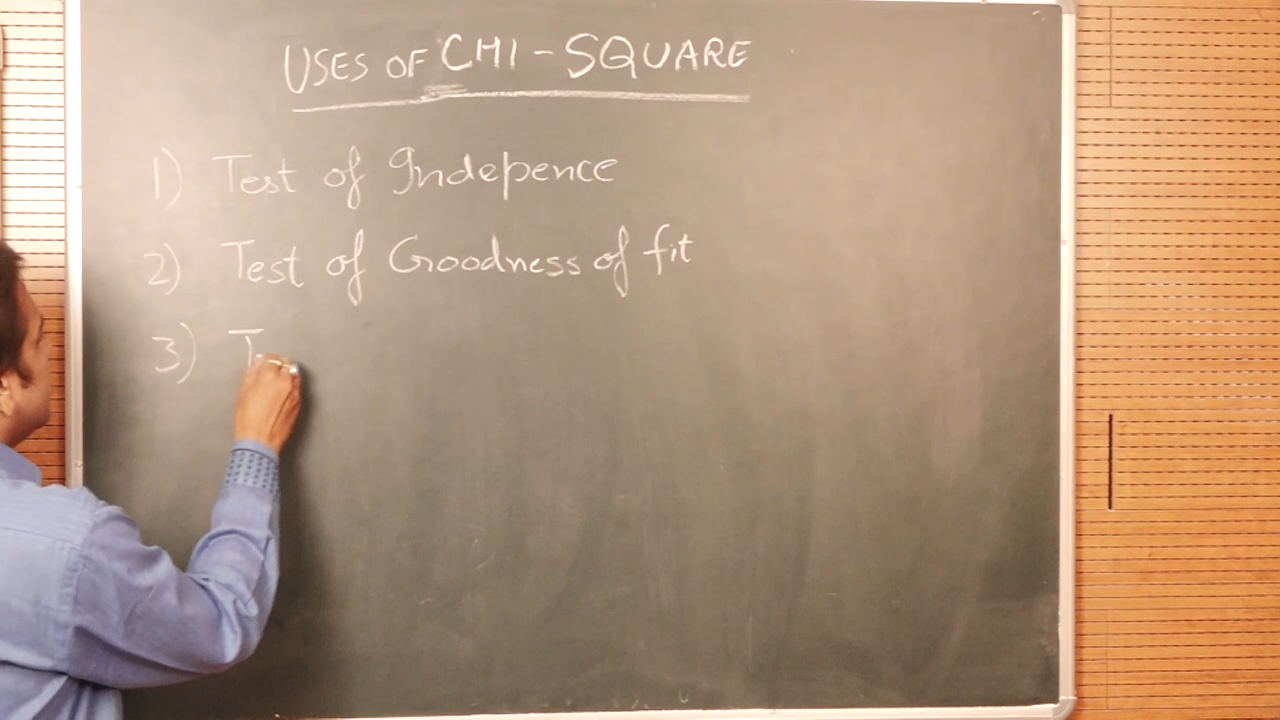 USES OF CHI-SQUARE
1) Test of Indepence
2) Test of Goodness of fit
3) T